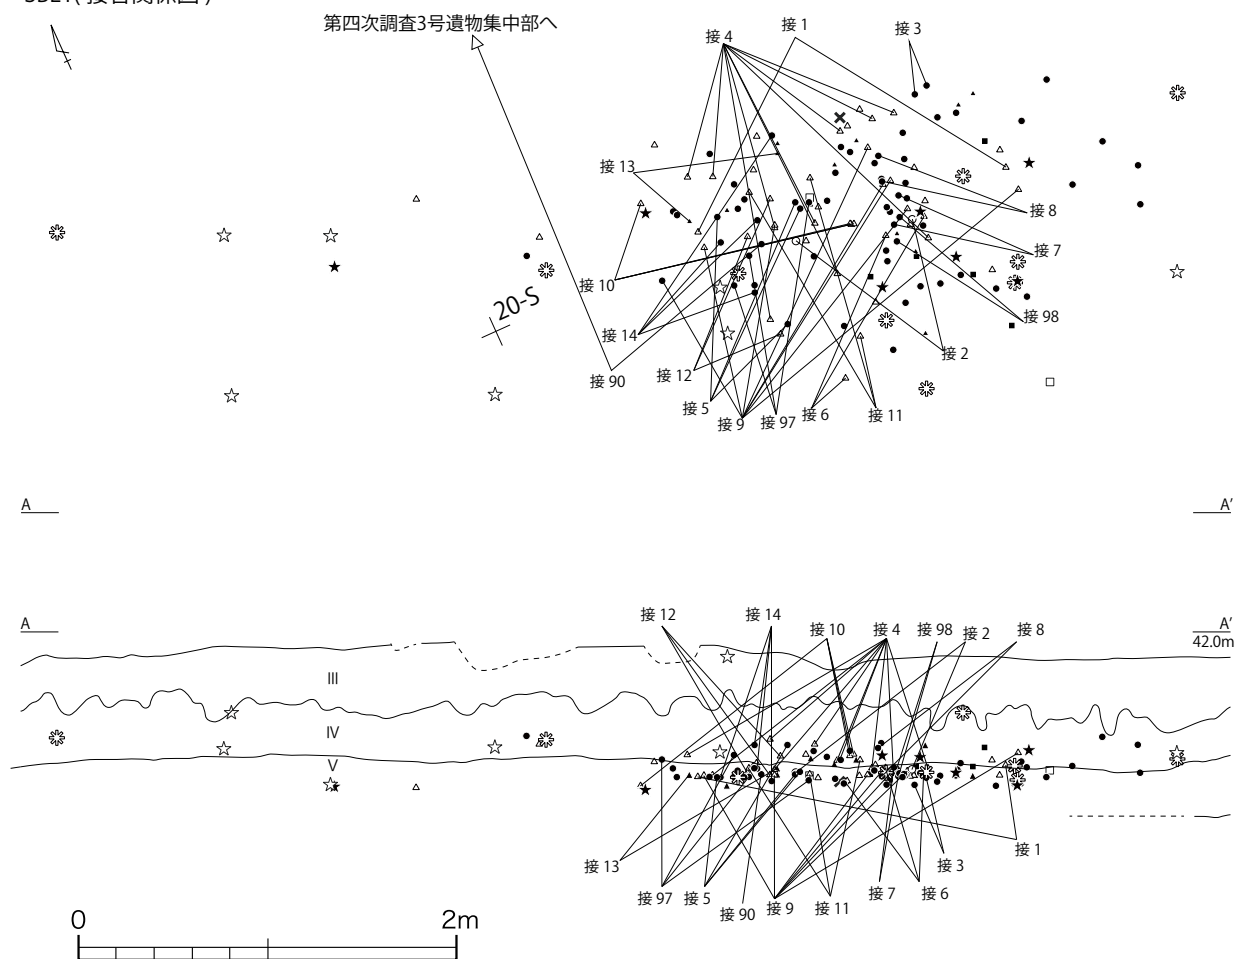 第四次調査3号遺物集中部へ
接 4
接 1
接 3
接 13
接 8
接 7
接 10
20-S
接 98
接 14
接 2
接 90
接 12
接 5
接 9
接 97
接 6
接 11
A
A′
接 12
接 14
接 10
接 4
接 98
接 2
接 8
A
A′
42.0m
III
IV
V
接 1
接 13
接 3
接 97
接 5
接 90
接 9
接 11
接 7
接 6
0
2m